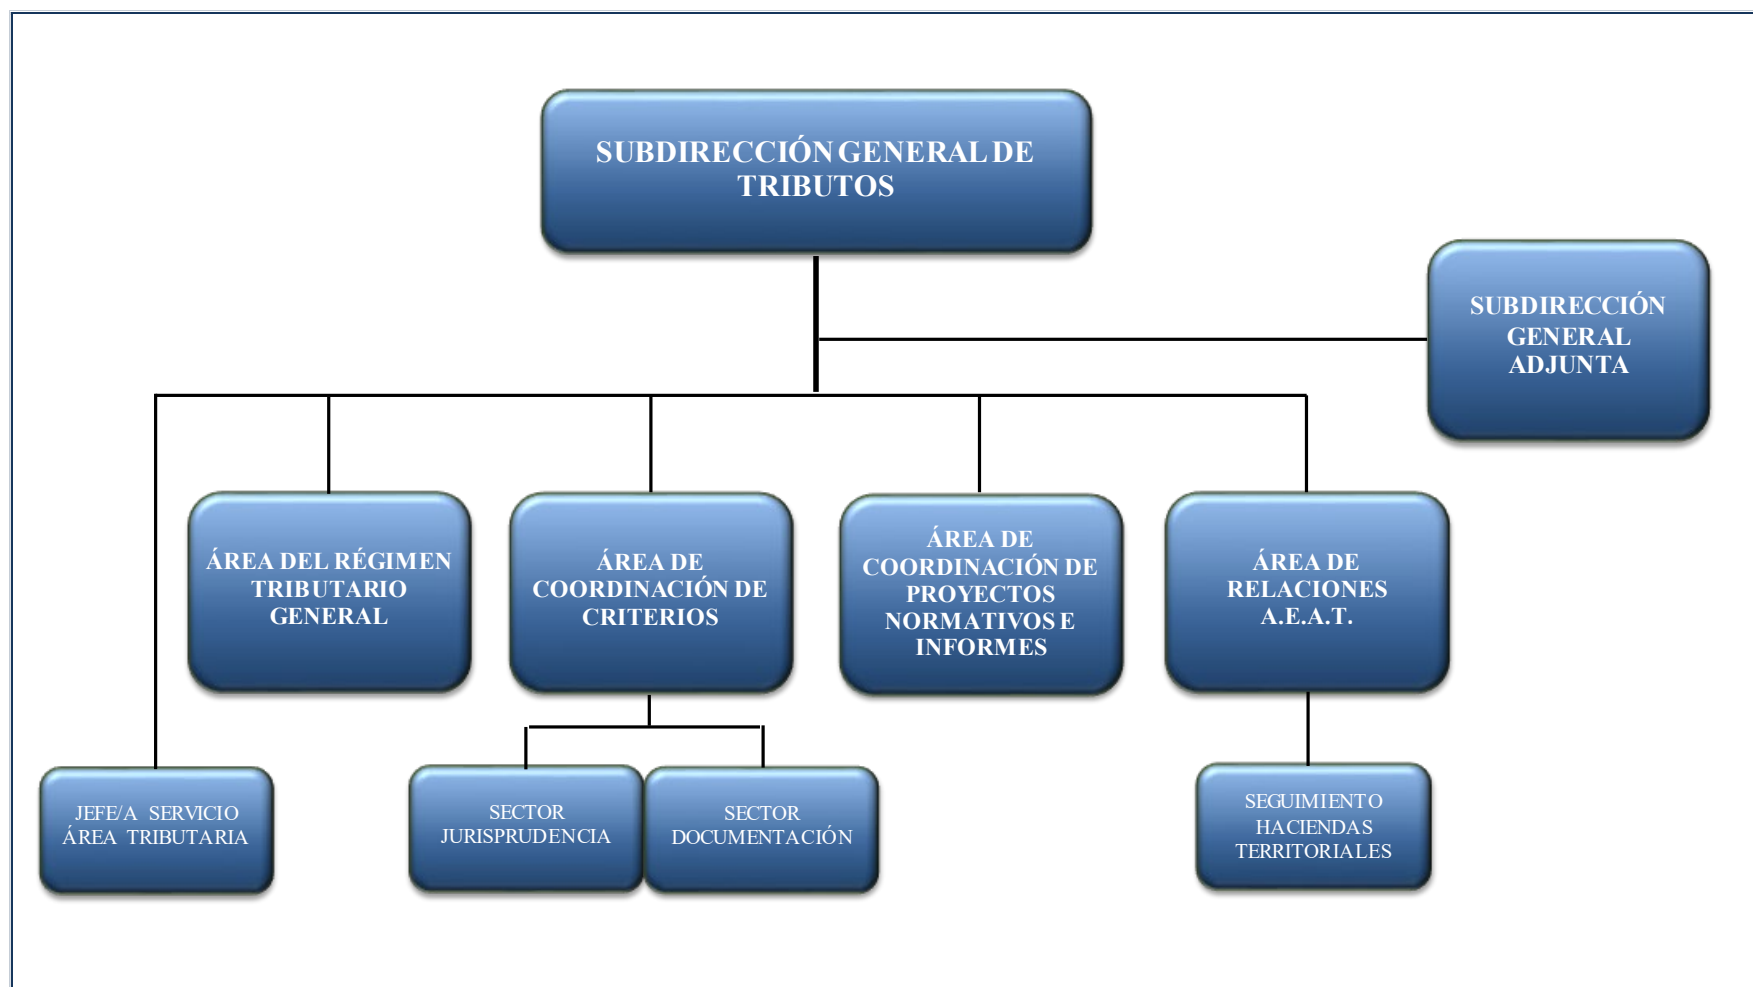 SUBDIRECCIÓN GENERAL DE
TRIBUTOS
SUBDIRECCIÓN
GENERAL
ADJUNTA
ÁREA DEL RÉGIMEN
TRIBUTARIO
GENERAL
ÁREA DE
COORDINACIÓN DE
CRITERIOS
ÁREA DE
COORDINACIÓN DE
PROYECTOS
NORMATIVOS E
INFORMES
ÁREA DE
RELACIONES
A.E.A.T.
JEFE/A SERVICIO
ÁREA TRIBUTARIA
SECTOR
JURISPRUDENCIA
SECTOR
DOCUMENTACIÓN
SEGUIMIENTO
HACIENDAS
TERRITORIALES